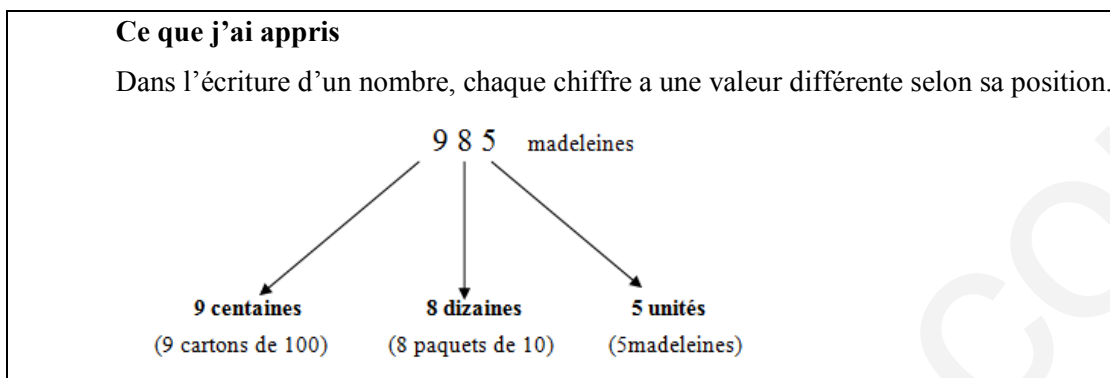 Ce que j’ai appris
Dans l’écriture d’un nombre, chaque chiffre a une valeur différente selon sa position.
9 8 5 madeleines
9 centaines 8 dizaines 5 unités
(9 cartons de 100) (8 paquets de 10) (5madeleines)